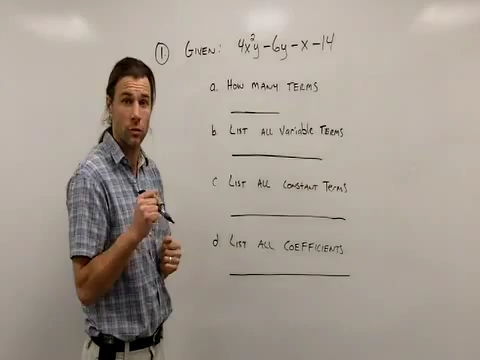 1. GIVEN: 4x²y - 6y - x - 14
a. HOW MANY TERMS
b. LIST ALL Variable TERMS
c LIST ALL CONSTANT TErms
d. LIST ALL COEFFICIENTS